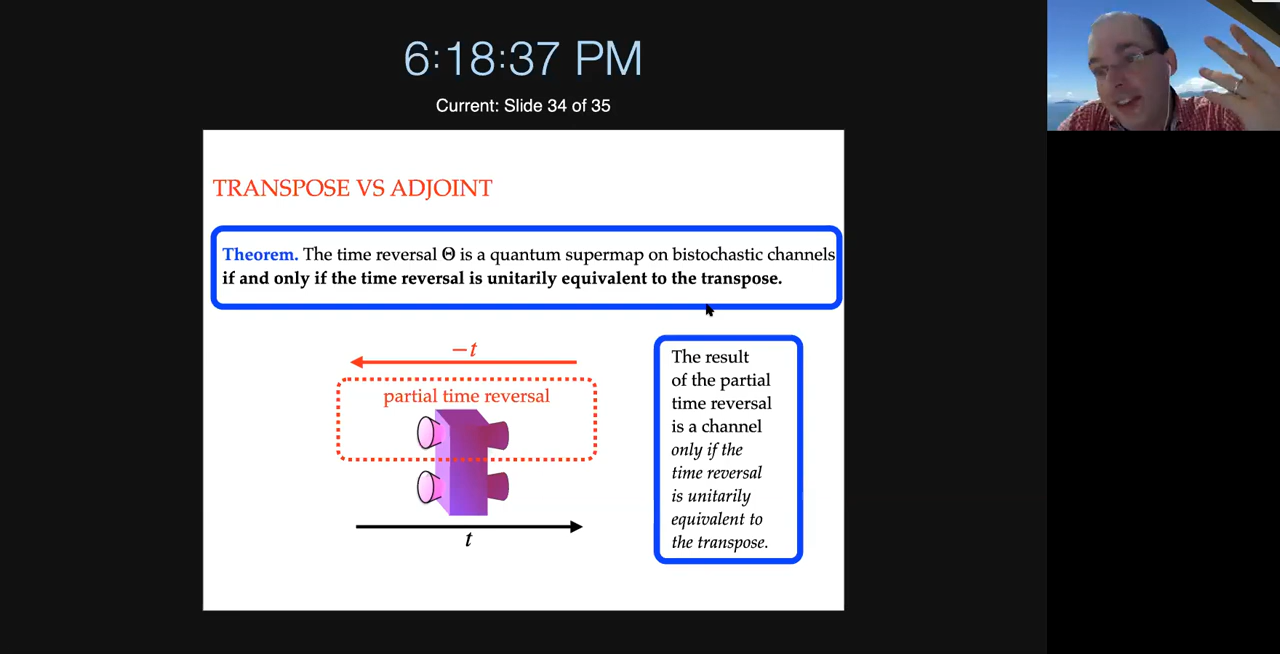 6:18:37 PM
Current: Slide 34 of 35
TRANSPOSE VS ADJOINT
Theorem. The time reversal Θ is a quantum supermap on bistochastic channels
if and only if the time reversal is unitarily equivalent to the transpose.
−t
partial time reversal
t
The result
of the partial
time reversal
is a channel
only if the
time reversal
is unitarily
equivalent to
the transpose.